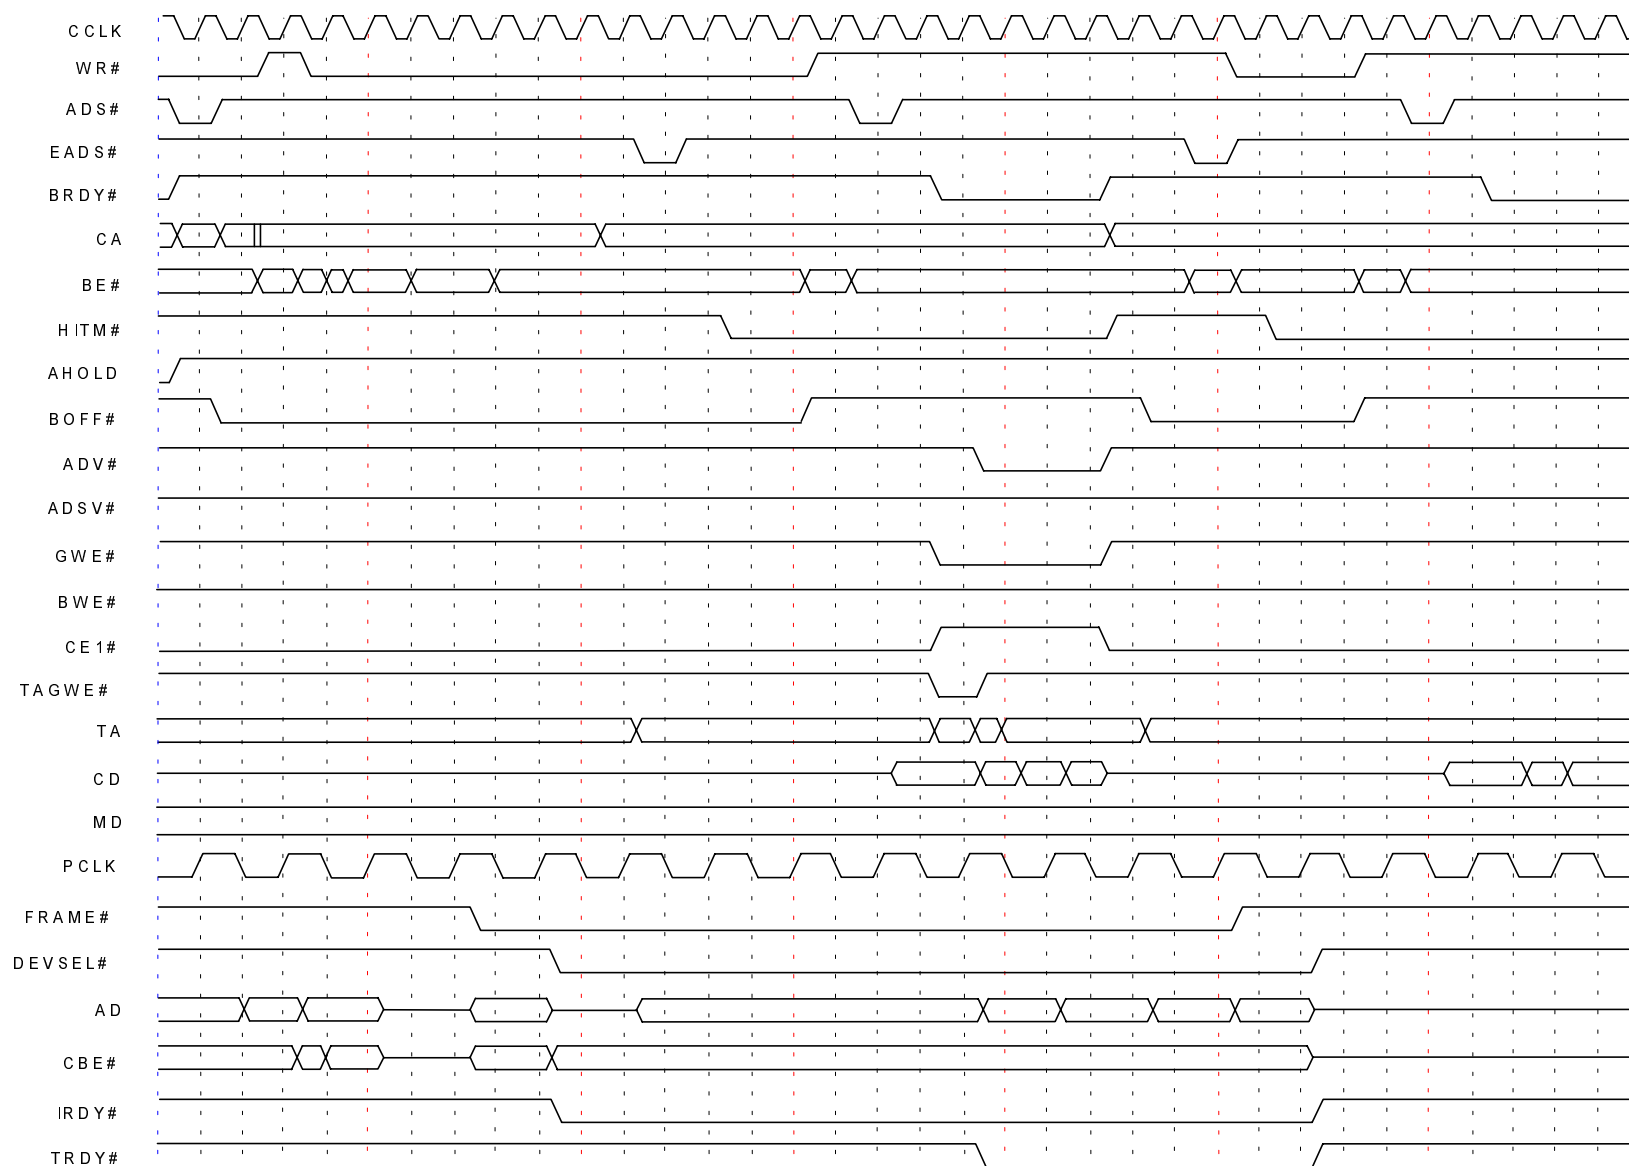 CCLK
WR#
ADS#
EADS#
BRDY#
CA
BE#
HITM#
AHOLD
BOFF#
ADV#
ADSV#
GWE#
BWE#
CE1#
TAGWE#
TA
CD
MD
PCLK
FRAME#
DEVSEL#
AD
CBE#
IRDY#
TRDY#